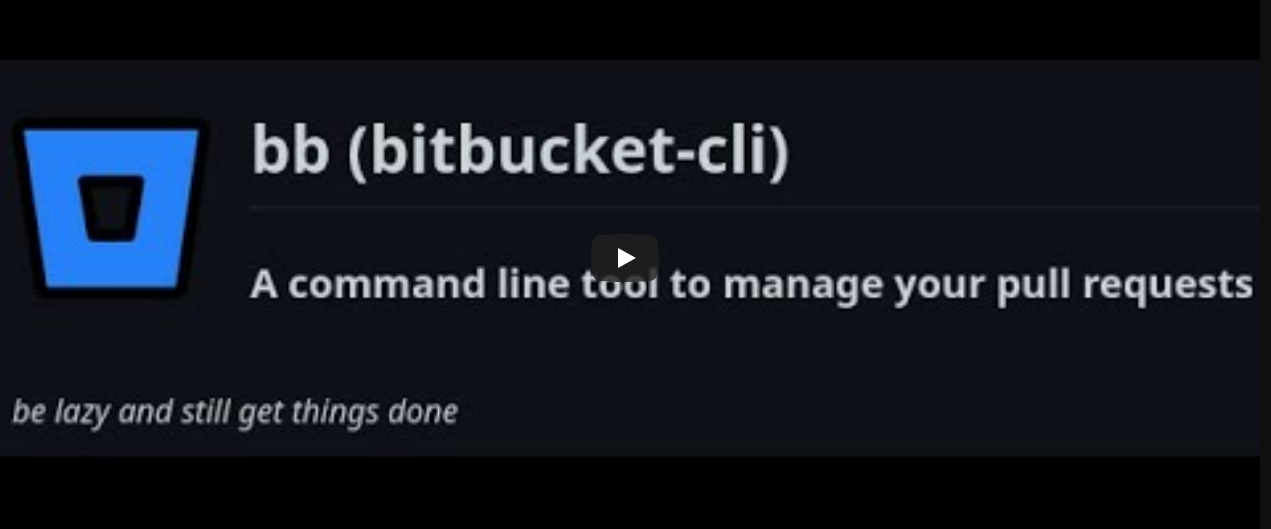 bb (bitbucket-cli)
A command line tool to manage your pull requests
be lazy and still get things done